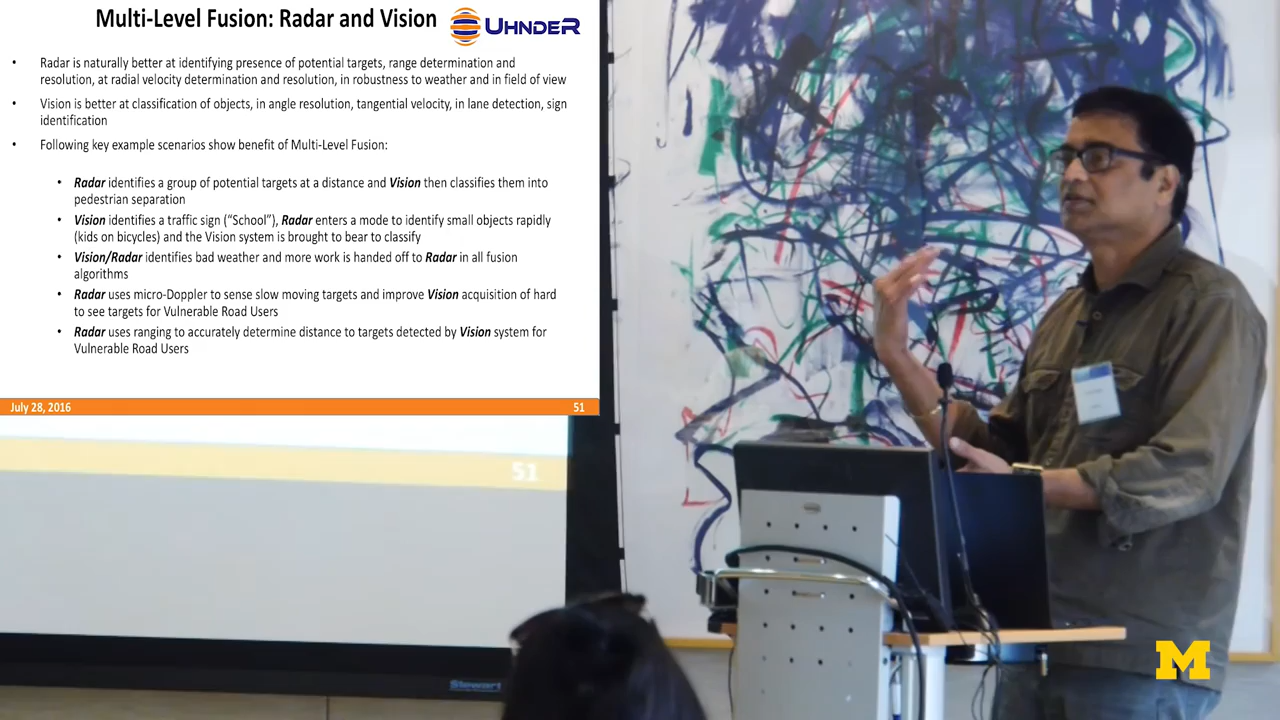 Multi-Level Fusion: Radar and Vision
UHNDER
• Radar is naturally better at identifying presence of potential targets, range determination and
resolution, at radial velocity determination and resolution, in robustness to weather and in field of view
• Vision is better at classification of objects, in angle resolution, tangential velocity, in lane detection, sign
identification
• Following key example scenarios show benefit of Multi-Level Fusion:
• Radar identifies a group of potential targets at a distance and Vision then classifies them into
pedestrian separation
• Vision identifies a traffic sign (“School”), Radar enters a mode to identify small objects rapidly
(kids on bicycles) and the Vision system is brought to bear to classify
• Vision/Radar identifies bad weather and more work is handed off to Radar in all fusion
algorithms
• Radar uses micro-Doppler to sense slow moving targets and improve Vision acquisition of hard
to see targets for Vulnerable Road Users
• Radar uses ranging to accurately determine distance to targets detected by Vision system for
Vulnerable Road Users
July 28, 2016 51
51
Stewart
M